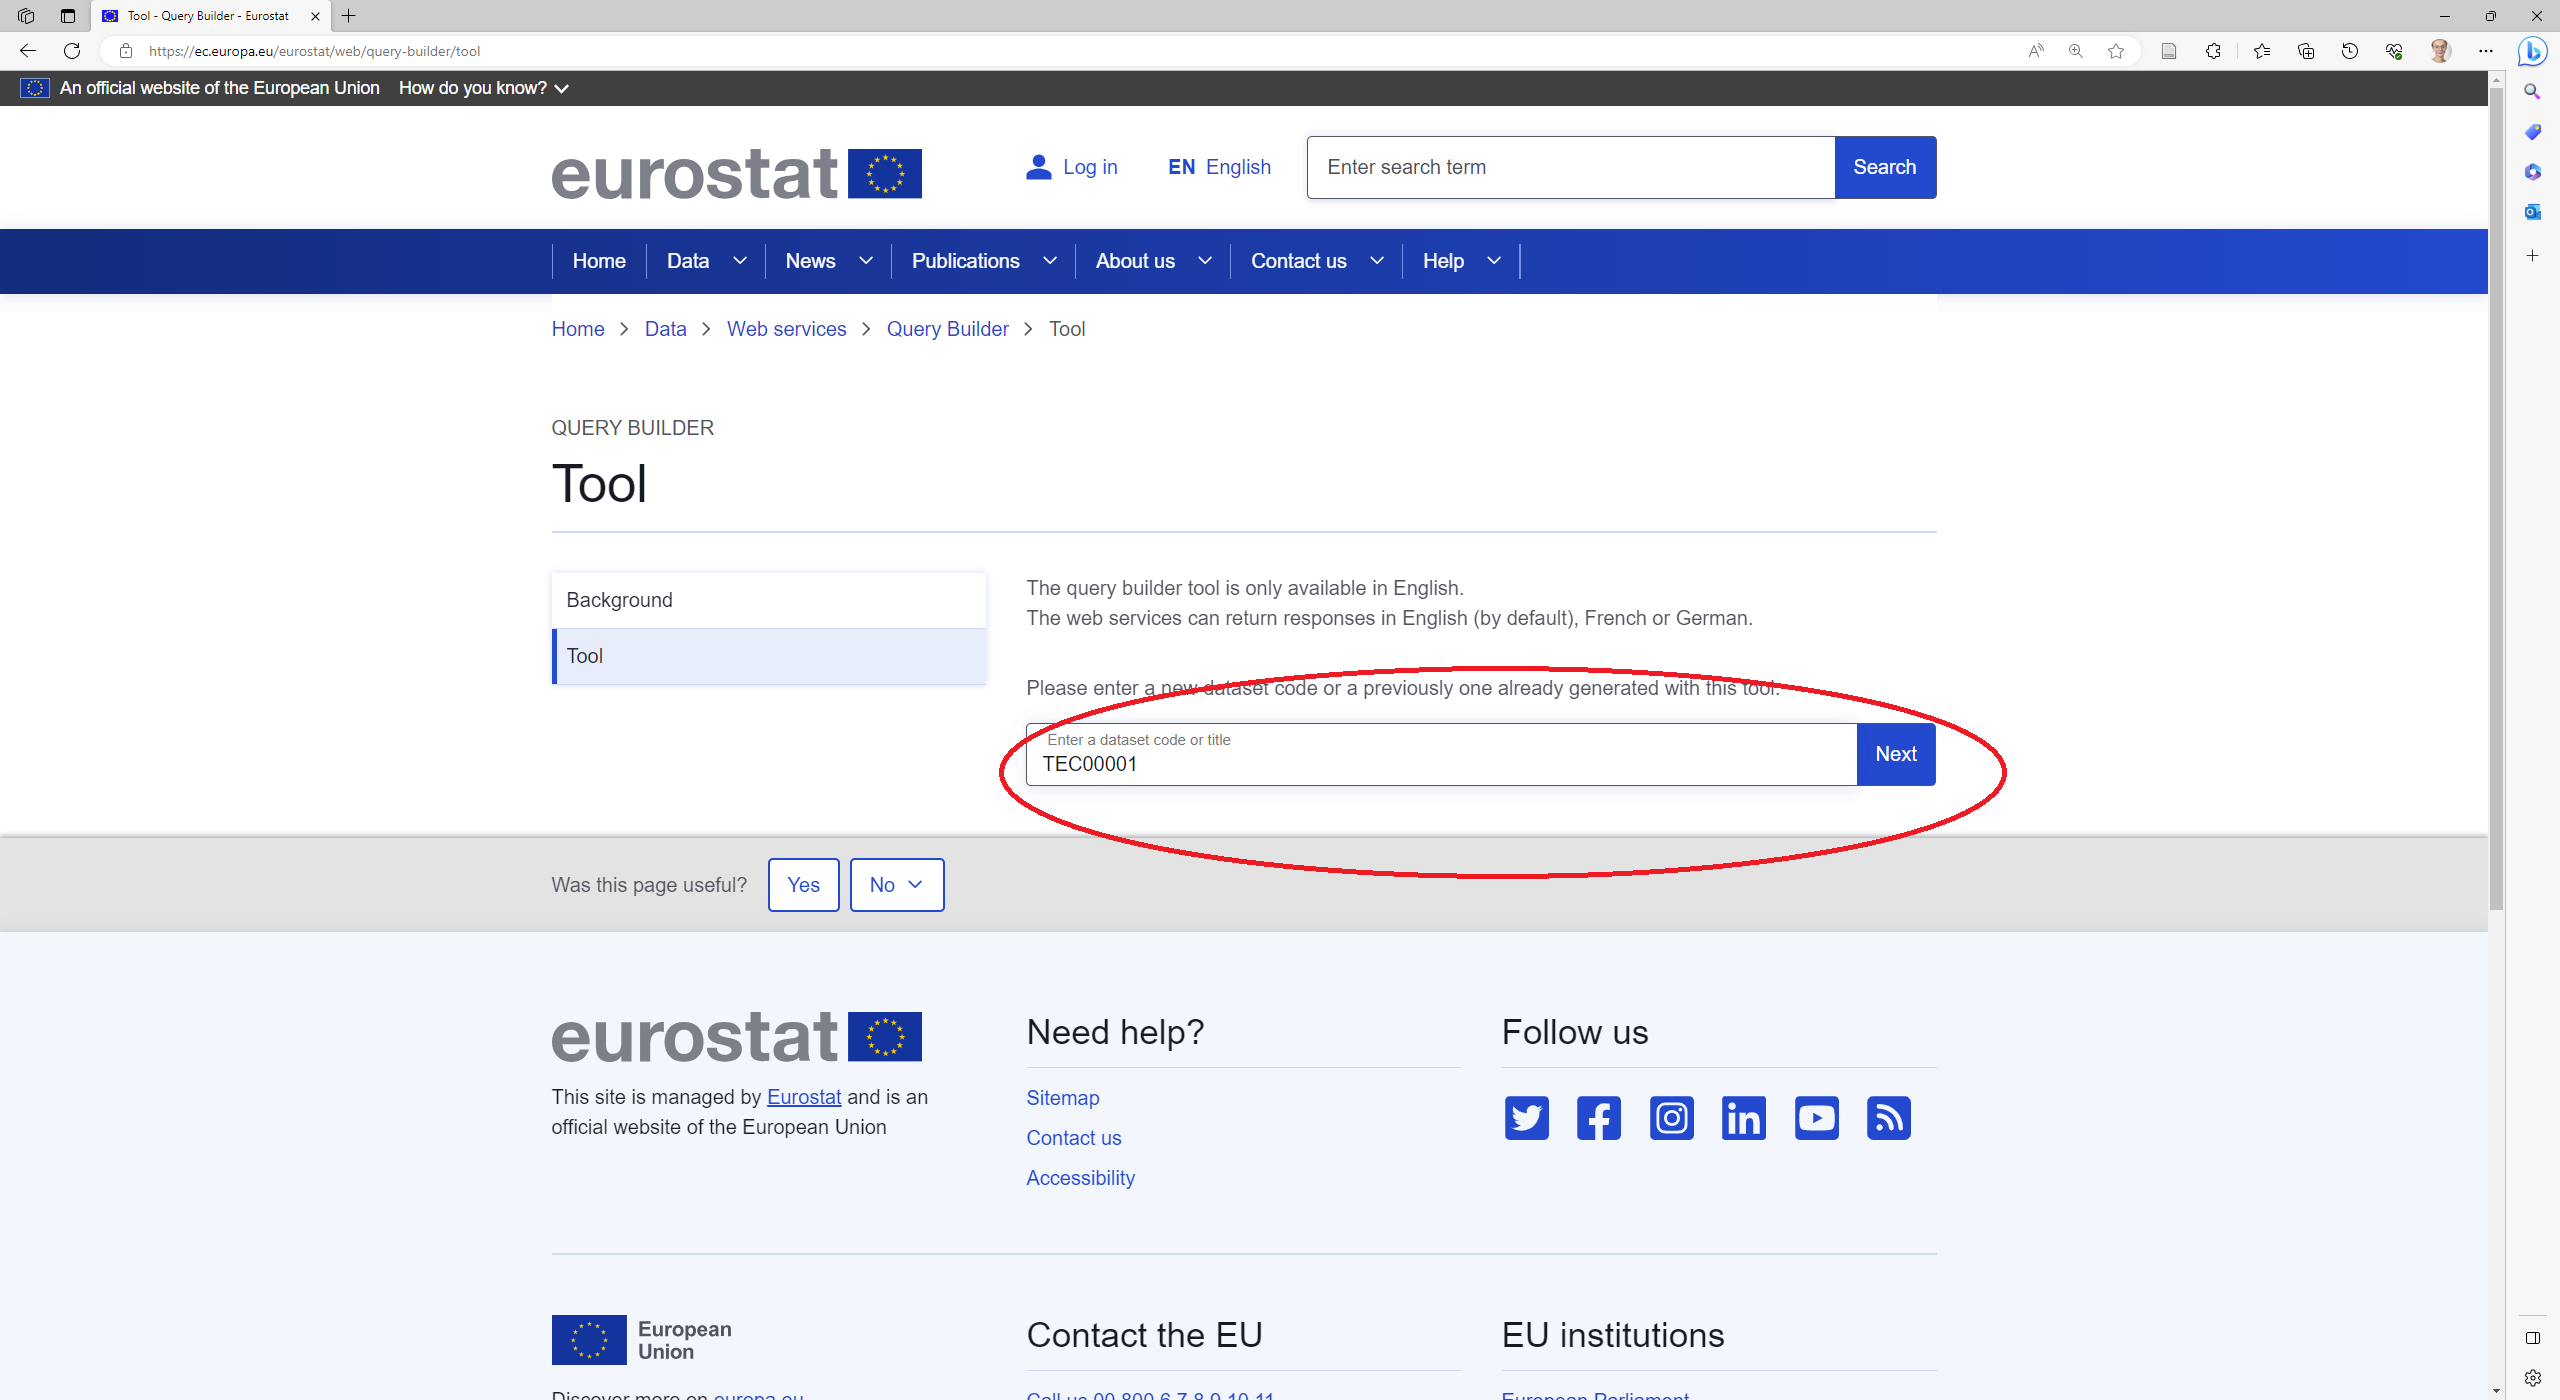 Tool - Query Builder - Eurostat
https://ec.europa.eu/eurostat/web/query-builder/tool
An official website of the European Union How do you know?
eurostat
Log in
EN English
Enter search term
Search
Home Data News Publications About us Contact us Help
Home > Data > Web services > Query Builder > Tool
QUERY BUILDER
Tool
Background
Tool
The query builder tool is only available in English.
The web services can return responses in English (by default), French or German.
Please enter a new dataset code or a previously one already generated with this tool.
Enter a dataset code or title
TEC00001
Next
Was this page useful? Yes No
eurostat
This site is managed by Eurostat and is an
official website of the European Union
Need help?
Sitemap
Contact us
Accessibility
Follow us
European
Union
Discover more on europa.eu
Contact the EU
Call us 00 800 6 7 8 9 10 11
EU institutions
European Parliament